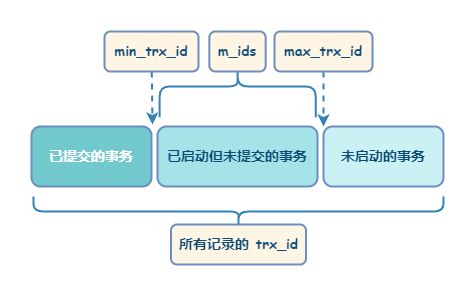 min_trx_id
m_ids
max_trx_id
已提交的事务
已启动但未提交的事务
未启动的事务
所有记录的 trx_id